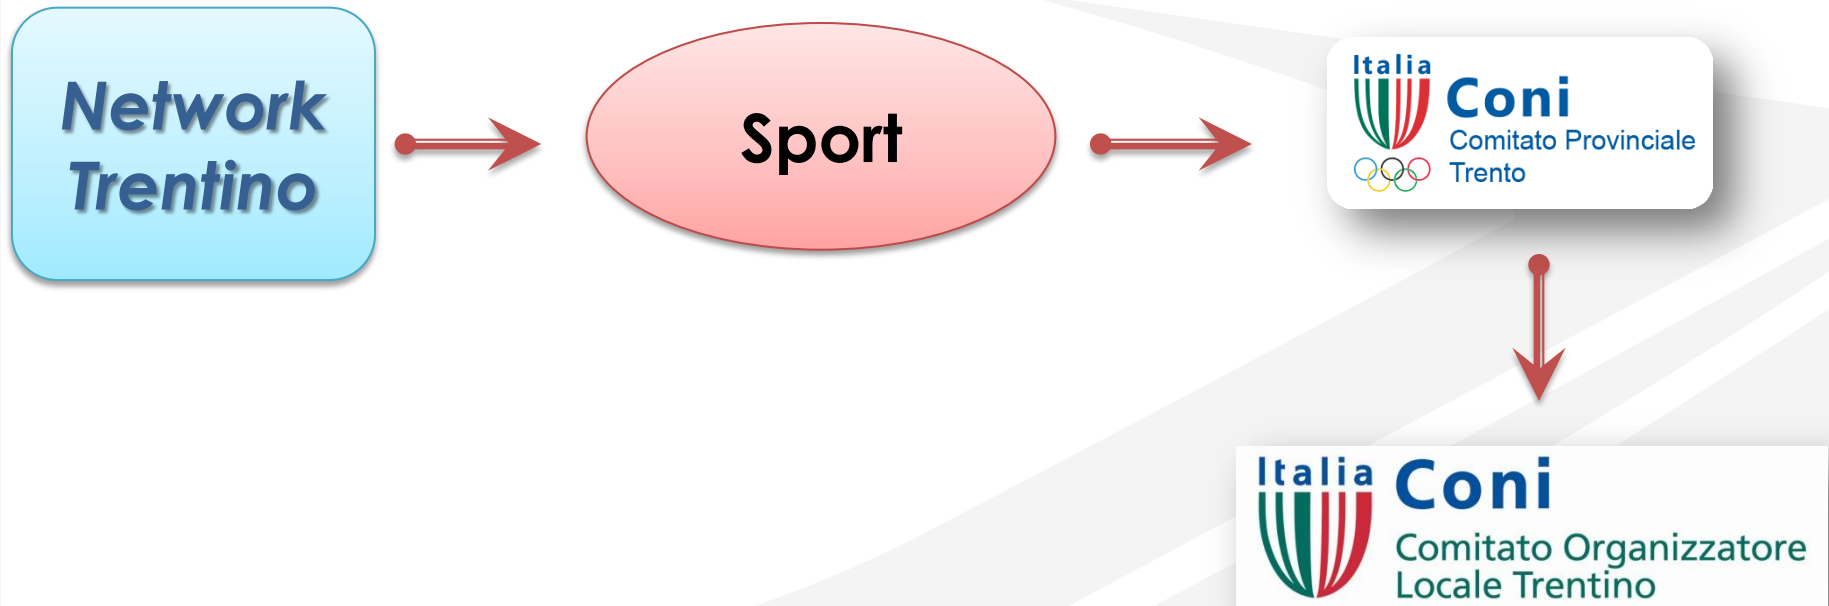 Network
Trentino
Sport
Italia
Coni
Comitato Provinciale
Trento
Italia
Coni
Comitato Organizzatore
Locale Trentino